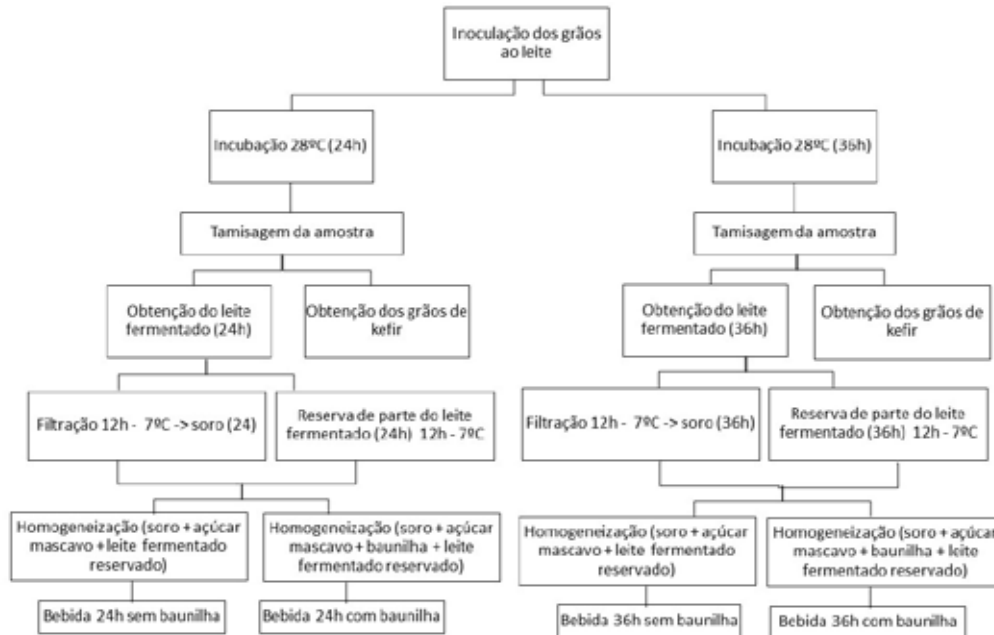 Inoculação dos grãos
ao leite
Incubação 28ºC (24h)
Incubação 28ºC (36h)
Tamisagem da amostra
Tamisagem da amostra
Obtenção do leite
fermentado (24h)
Obtenção dos grãos de
kefir
Obtenção do leite
fermentado (36h)
Obtenção dos grãos de
kefir
Filtração 12h - 7ºC -> soro (24)
Reserva de parte do leite
fermentado (24h) 12h - 7ºC
Filtração 12h - 7ºC -> soro (36h)
Reserva de parte do leite
fermentado (36h) 12h - 7ºC
Homogeneização (soro + açúcar
mascavo + leite fermentado
reservado)
Homogeneização (soro + açúcar
mascavo + baunilha + leite
fermentado reservado)
Homogeneização (soro + açúcar
mascavo + leite fermentado
reservado)
Homogeneização (soro + açúcar
mascavo + baunilha + leite
fermentado reservado)
Bebida 24h sem baunilha
Bebida 24h com baunilha
Bebida 36h sem baunilha
Bebida 36h com baunilha